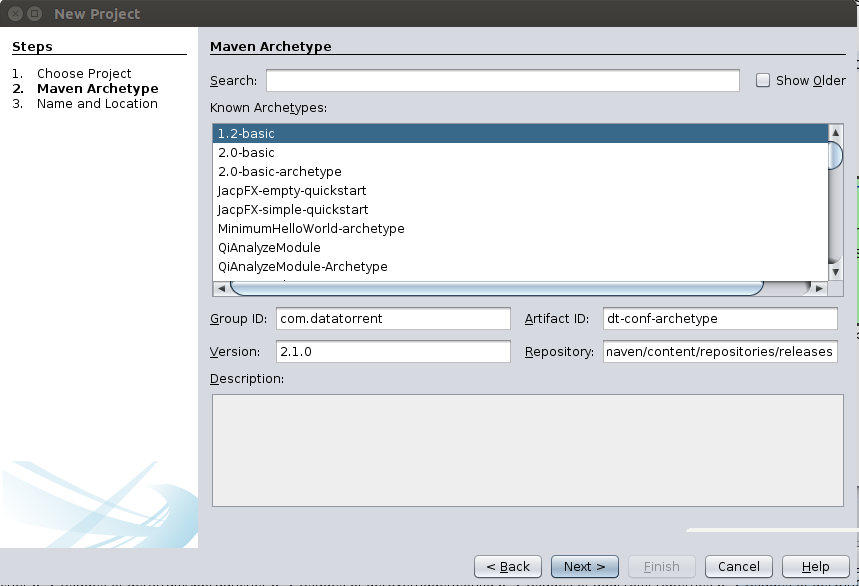 New Project
Steps
1. Choose Project
2. Maven Archetype
3. Name and Location
Maven Archetype
Search:
Show Older
Known Archetypes:
1.2-basic
2.0-basic
2.0-basic-archetype
JacpFX-empty-quickstart
JacpFX-simple-quickstart
MinimumHelloWorld-archetype
QiAnalyzeModule
QiAnalyzeModule-Archetype
Group ID: com.datatorrent
Artifact ID: dt-conf-archetype
Version: 2.1.0
Repository: naven/content/repositories/releases
Description:
< Back
Next >
Finish
Cancel
Help